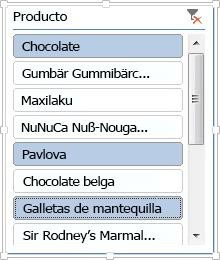 Producto
Chocolate
Gumbär Gummibärc...
Maxilaku
NuNuCa Nuß-Nouga...
Pavlova
Chocolate belga
Galletas de mantequilla
Sir Rodney's Marmal...